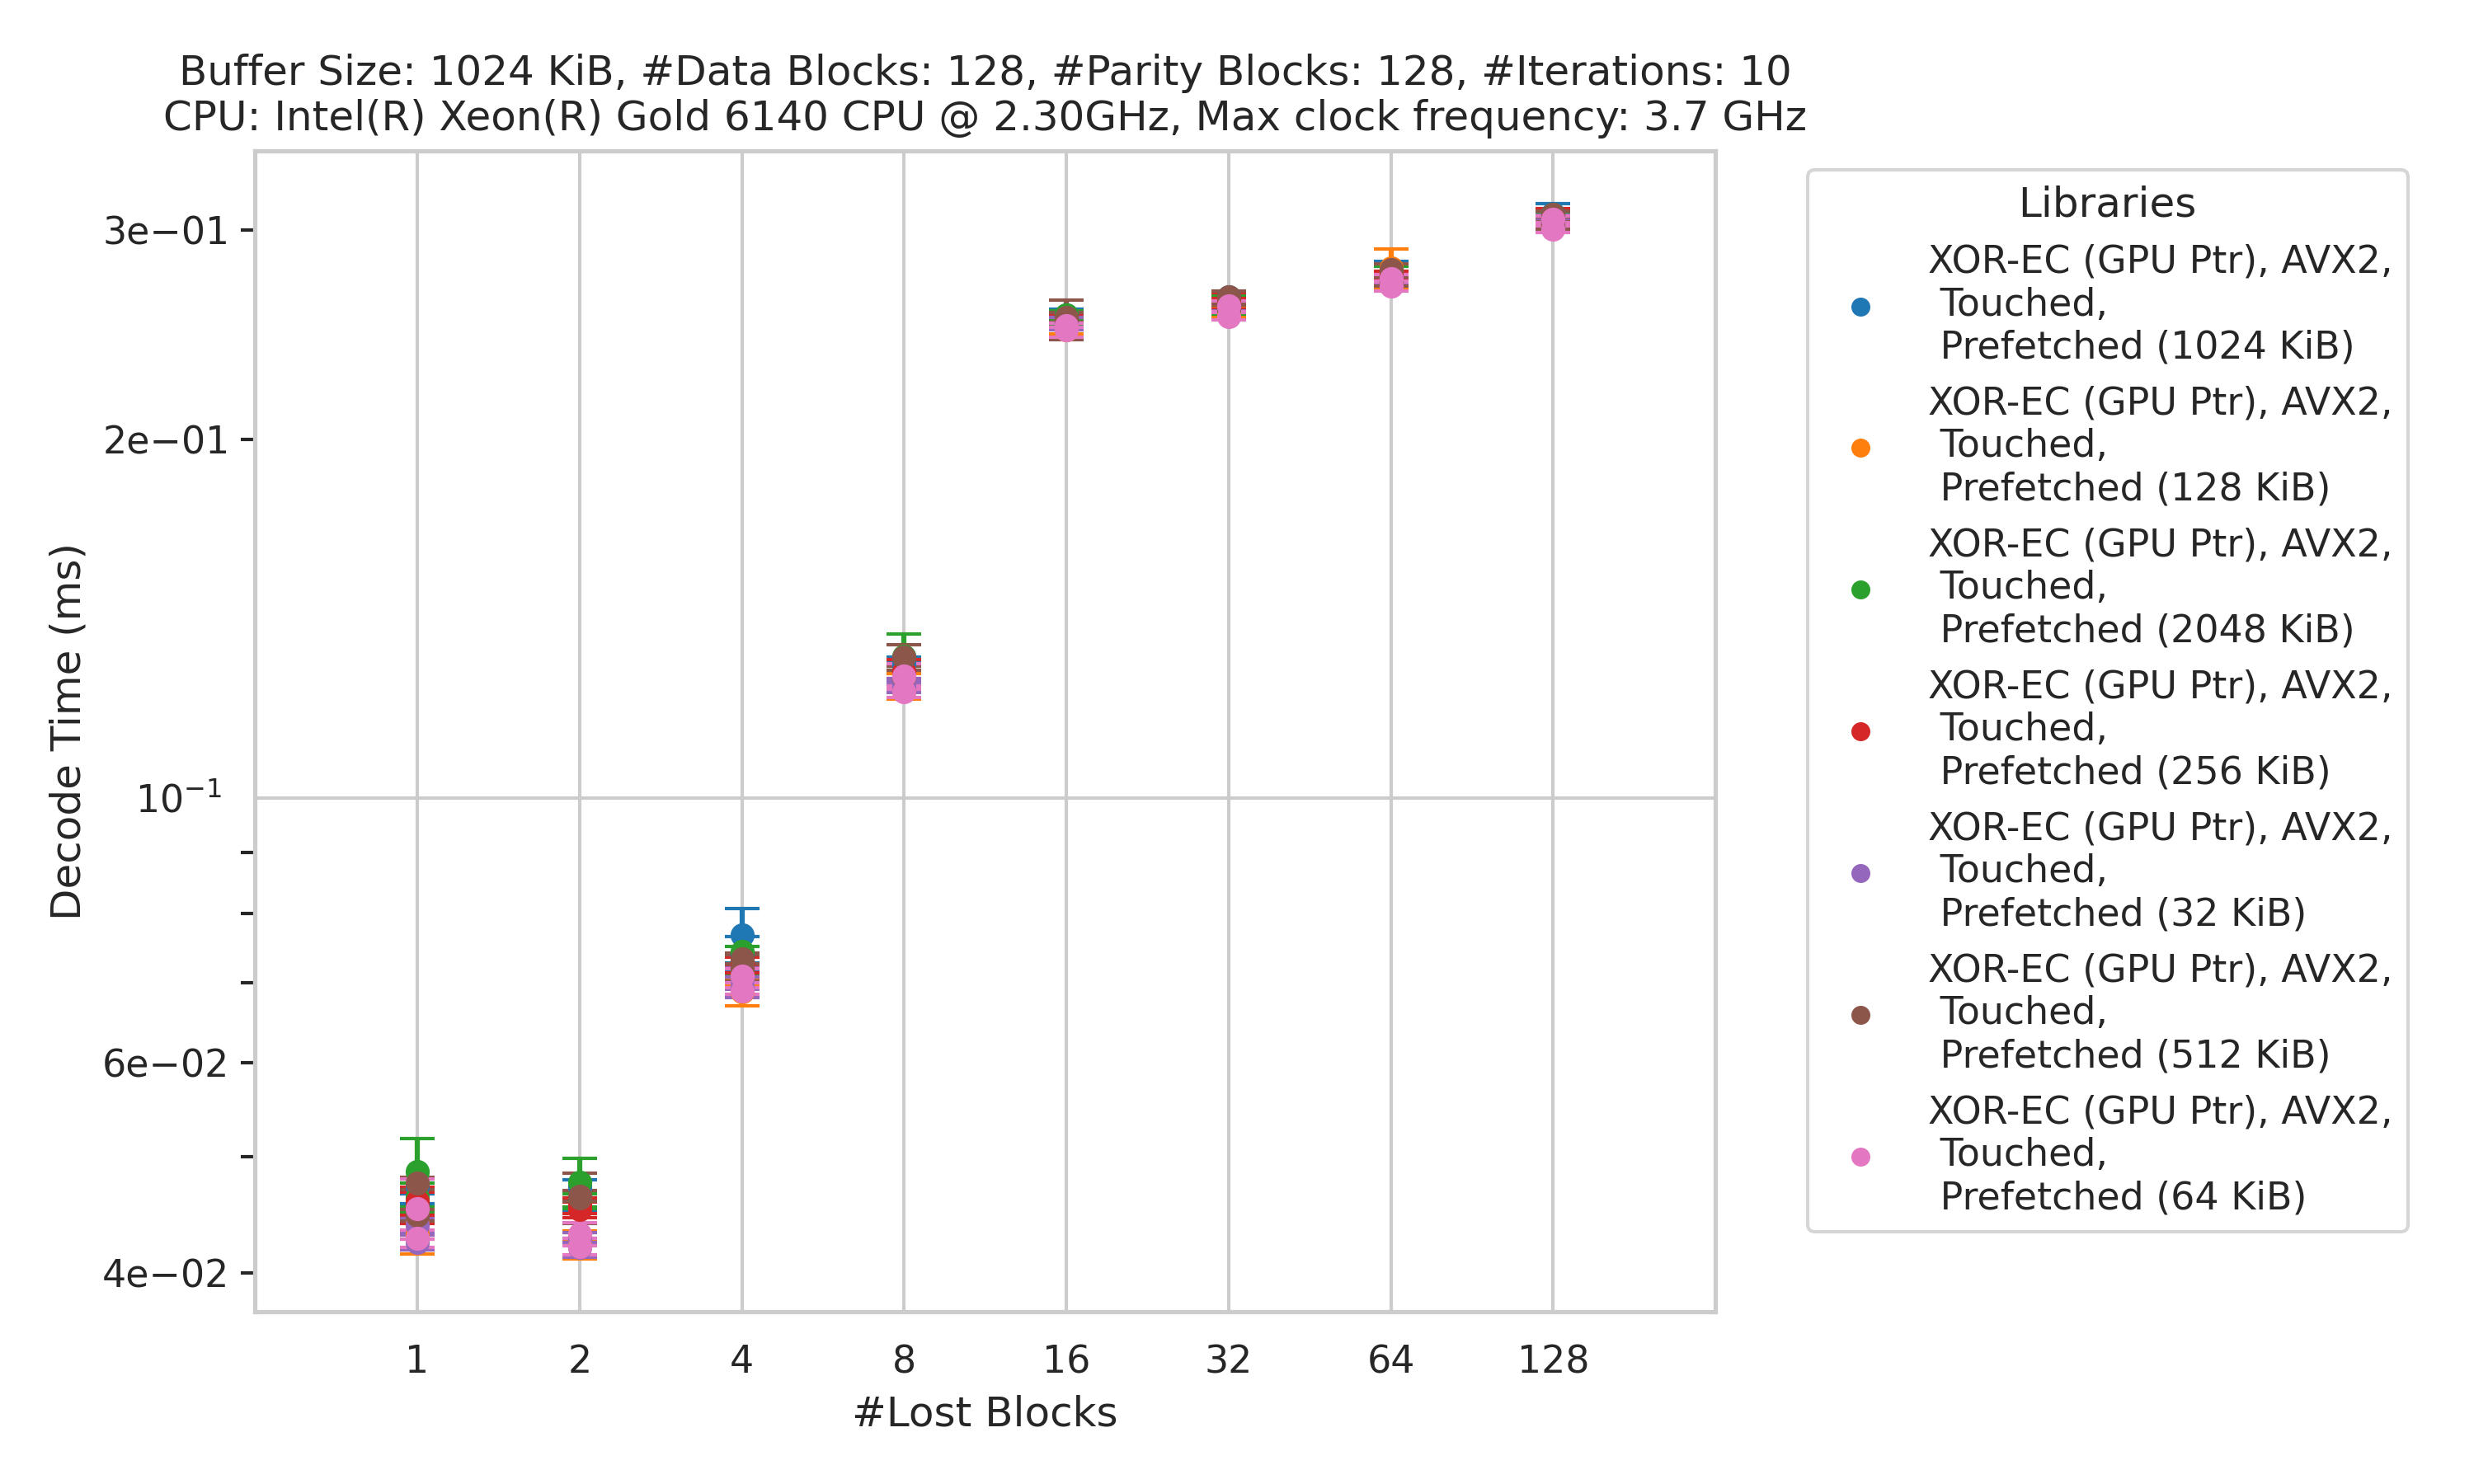 Buffer Size: 1024 KiB, #Data Blocks: 128, #Parity Blocks: 128, #Iterations: 10
CPU: Intel(R) Xeon(R) Gold 6140 CPU @ 2.30GHz, Max clock frequency: 3.7 GHz
Decode Time (ms)
3e−01
2e−01
10⁻¹
6e−02
4e−02
1 2 4 8 16 32 64 128
#Lost Blocks
Libraries
XOR-EC (GPU Ptr), AVX2,
Touched,
Prefetched (1024 KiB)
XOR-EC (GPU Ptr), AVX2,
Touched,
Prefetched (128 KiB)
XOR-EC (GPU Ptr), AVX2,
Touched,
Prefetched (2048 KiB)
XOR-EC (GPU Ptr), AVX2,
Touched,
Prefetched (256 KiB)
XOR-EC (GPU Ptr), AVX2,
Touched,
Prefetched (32 KiB)
XOR-EC (GPU Ptr), AVX2,
Touched,
Prefetched (512 KiB)
XOR-EC (GPU Ptr), AVX2,
Touched,
Prefetched (64 KiB)